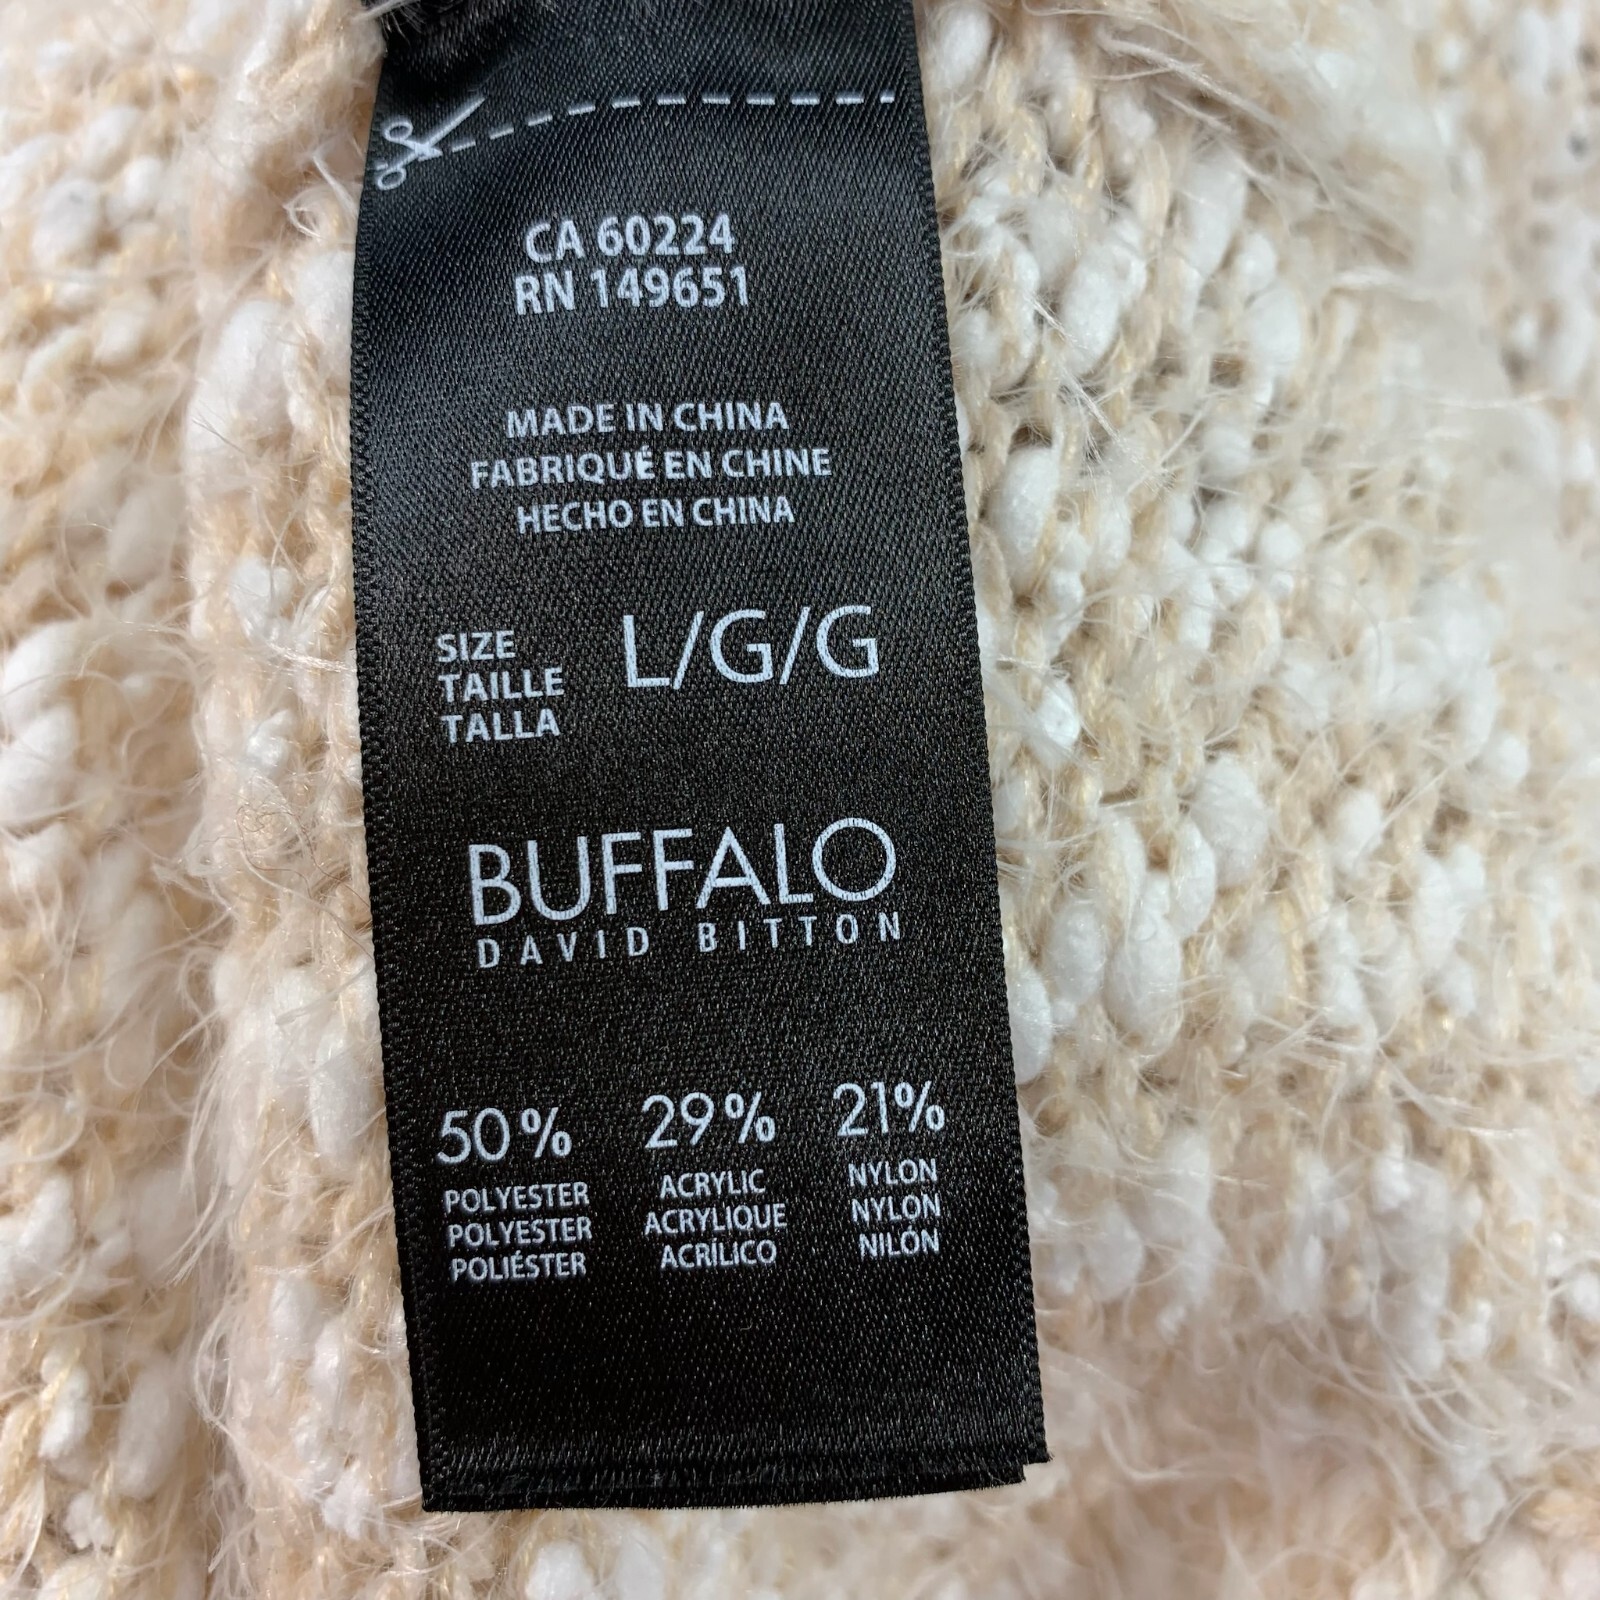 CA 60224
RN 149651
MADE IN CHINA
FABRIQUÉ EN CHINE
HECHO EN CHINA
SIZE
TAILLE
TALLA
L/G/G
BUFFALO
DAVID BITTON
50% 29% 21%
POLYESTER ACRYLIC NYLON
POLYESTER ACRYLIQUE NYLON
POLIÉSTER ACRÍLICO NILÓN